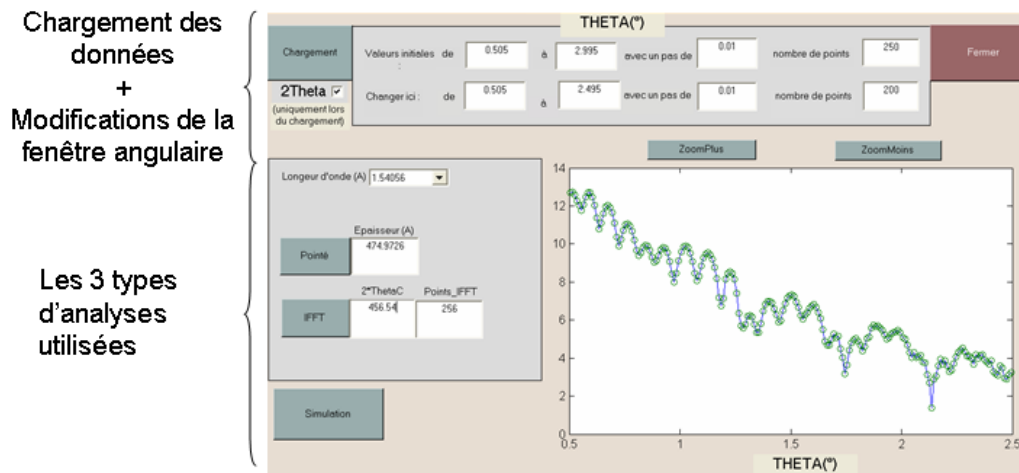 Chargement des
données
+
Modifications de la
fenêtre angulaire
Les 3 types
d'analyses
utilisées
THETA(°)
Chargement
Valeurs initiales de 0.505 à 2.995 avec un pas de 0.01 nombre de points 250
:
Fermer
2Theta
(uniquement lors
du chargement)
Changer ici : de 0.505 à 2.495 avec un pas de 0.01 nombre de points 200
ZoomPlus
ZoomMoins
Longeur d'onde (A) 1.54056
Epaisseur (A)
Pointé 474.9726
2*ThetaC Points_IFFT
IFFT 456.54 256
Simulation
14
12
10
8
6
4
2
0
0.5 1 1.5 2 2.5
THETA(°)